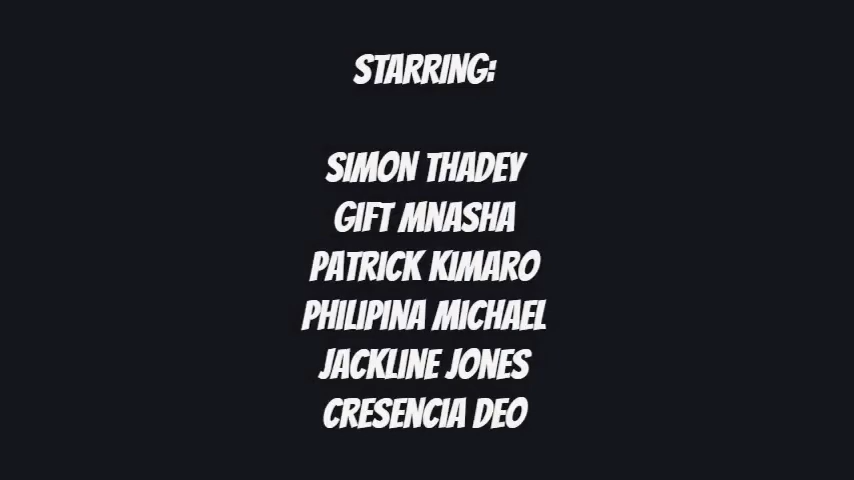 STARRING:
SIMON THADEY
GIFT MNASHA
PATRICK KIMARO
PHILIPINA MICHAEL
JACKLINE JONES
CRESENCIA DEO